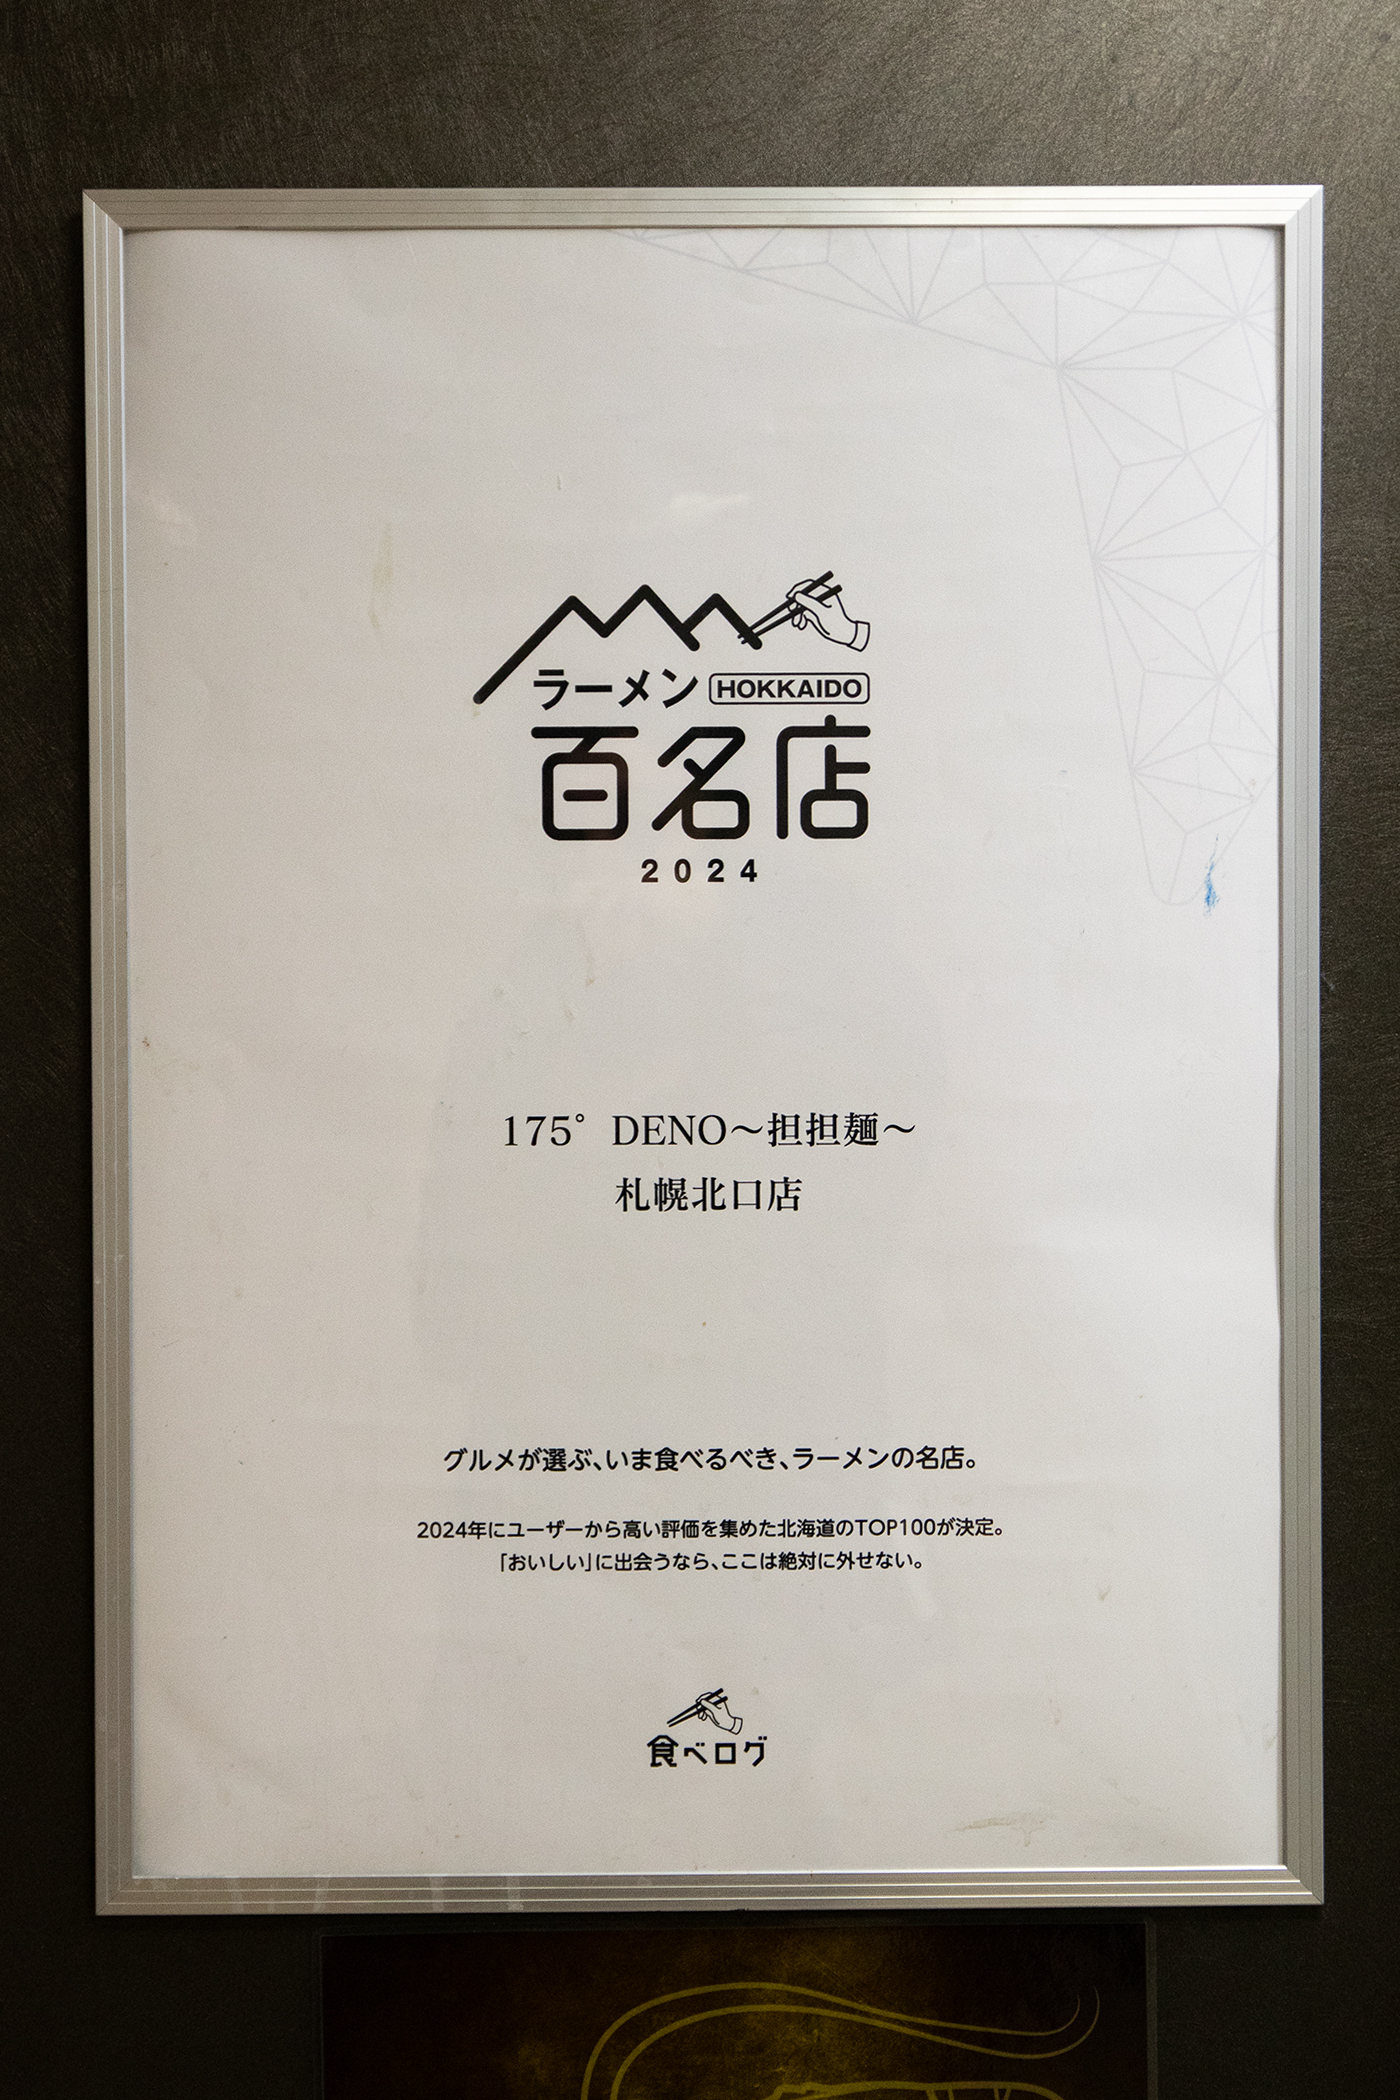 ラーメン HOKKAIDO
百名店
2024
175°DENO〜担担麺〜
札幌北口店
グルメが選ぶ、いま食べるべき、ラーメンの名店。
2024年にユーザーから高い評価を集めた北海道のTOP100が決定。
「おいしい」に出会うなら、ここは絶対に外せない。
食べログ